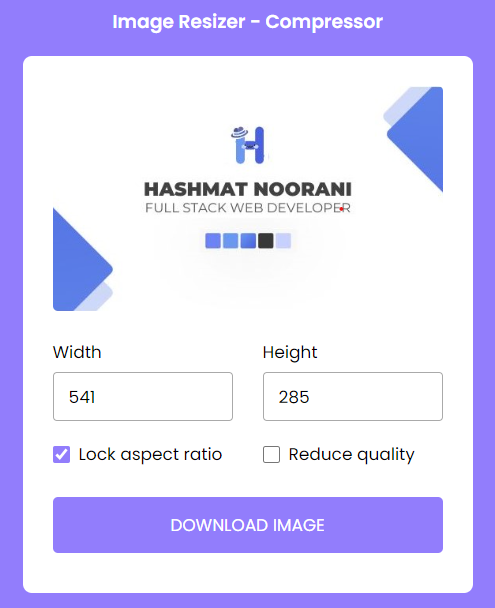 Image Resizer - Compressor
H
HASHMAT NOORANI
FULL STACK WEB DEVELOPER
Width
Height
541
285
Lock aspect ratio
Reduce quality
DOWNLOAD IMAGE